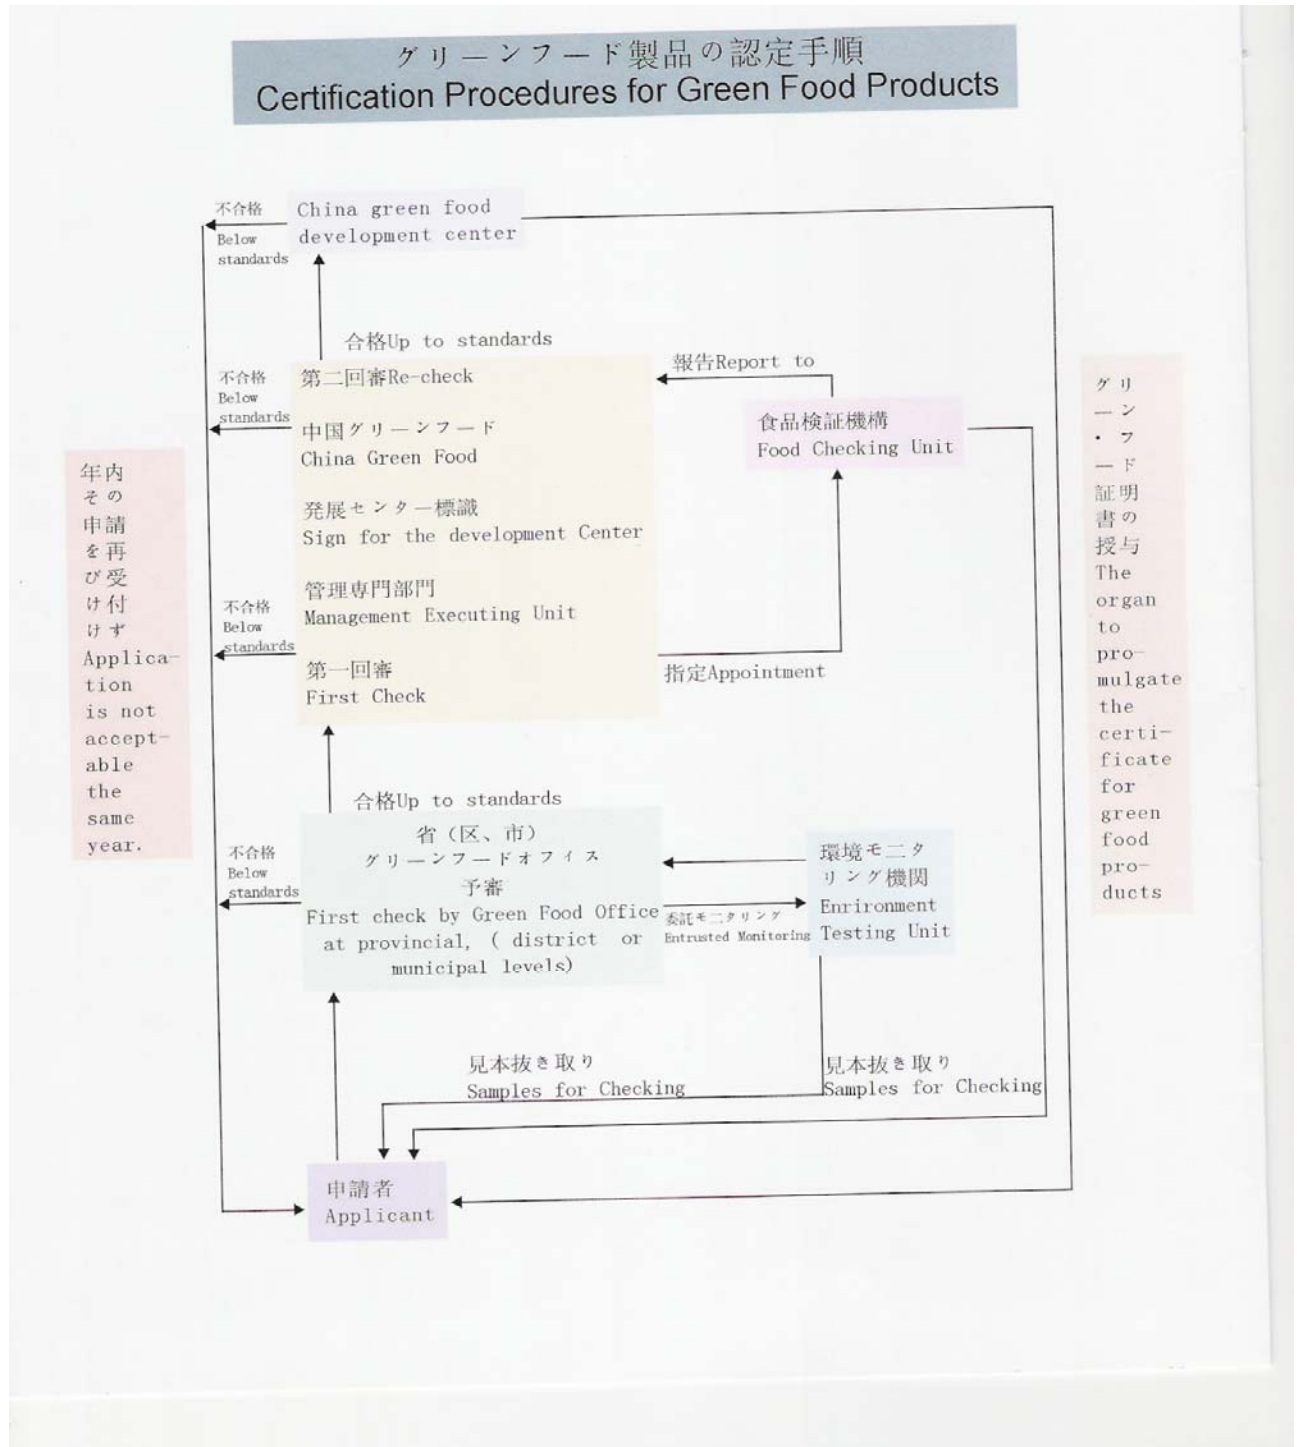 グリーンフード製品の認定手順
Certification Procedures for Green Food Products
不合格
Below
standards
China green food
development center
合格Up to standards
不合格
Below
standards
第二回審Re-check
中国グリーンフード
China Green Food
発展センター標識
Sign for the development Center
管理専門部門
Management Executing Unit
第一回審
First Check
不合格
Below
standards
報告Report to
食品検証機構
Food Checking Unit
指定Appointment
年内
その
申請
を再
び受
け付
けず
Applica-
tion
is not
accept-
able
the
same
year.
グリ
ーン
・フ
ード
証明
書の
授与
The
organ
to
pro-
mulgate
the
certi-
ficate
for
green
food
pro-
ducts
合格Up to standards
不合格
Below
standards
省（区、市）
グリーンフードオフィス
予審
First check by Green Food Office
at provincial, ( district or
municipal levels)
委託モニタリング
Entrusted Monitoring
環境モニタ
リング機関
Enrironment
Testing Unit
見本抜き取り
Samples for Checking
見本抜き取り
Samples for Checking
申請者
Applicant